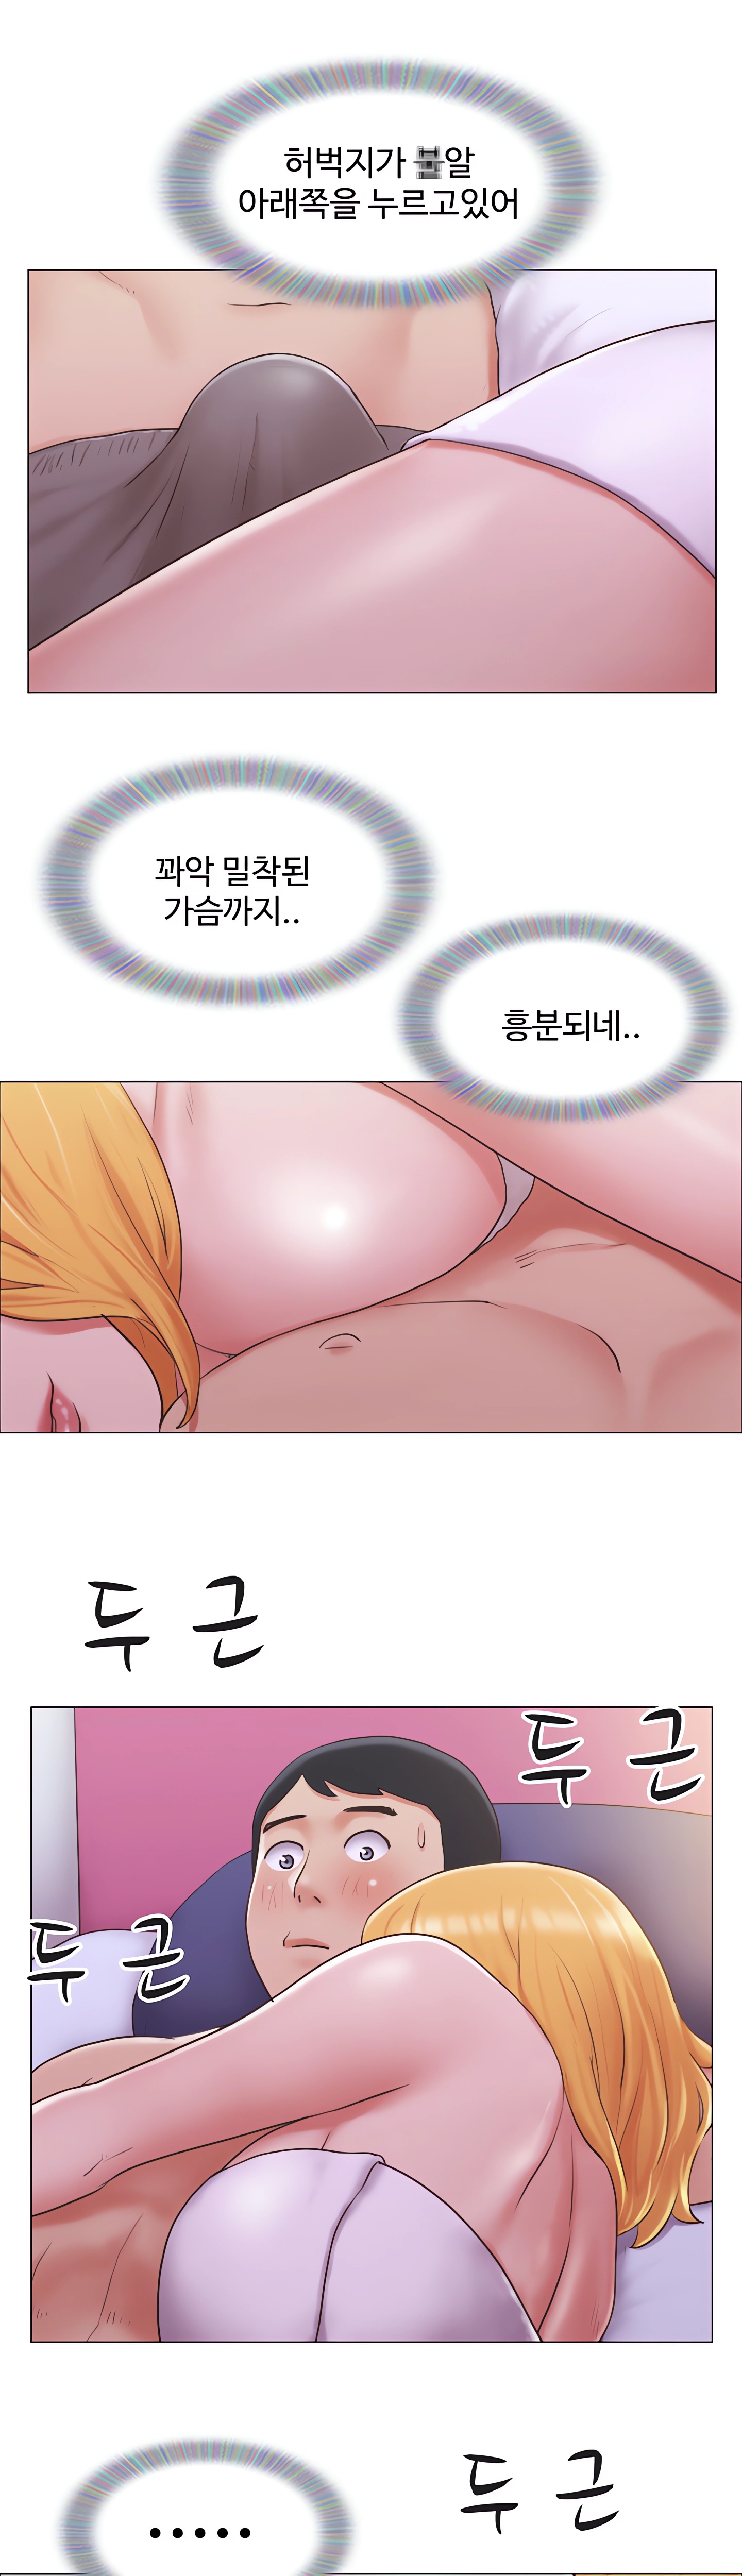 허벅지가 알
아래쪽을 누르고있어
꽈악 밀착된
가슴까지..
흥분되네..
두 근
두 근
두 근
두 근
.....